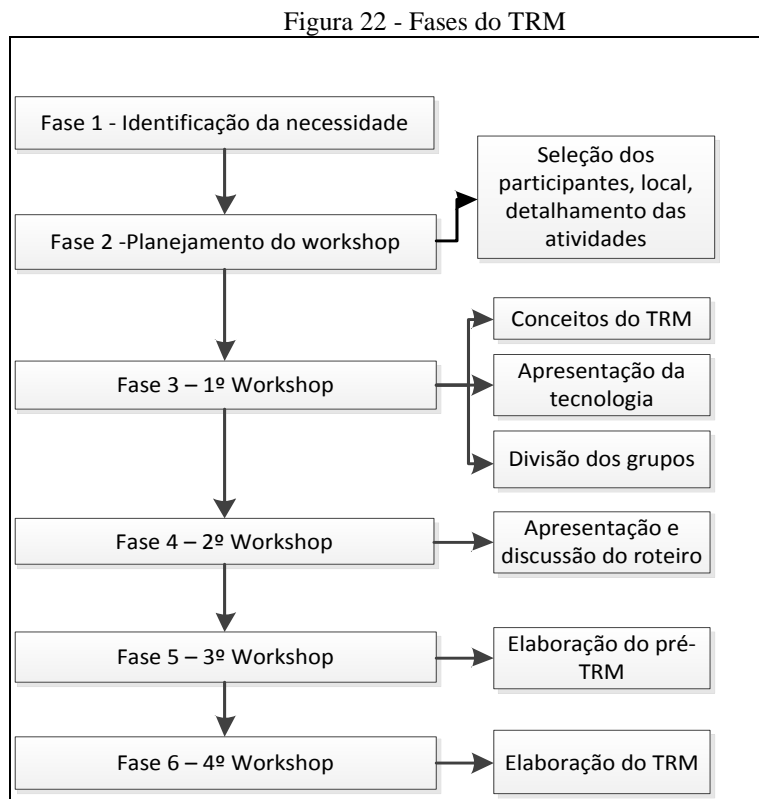 Figura 22 - Fases do TRM
Fase 1 - Identificação da necessidade
Seleção dos
participantes, local,
detalhamento das
atividades
Fase 2 -Planejamento do workshop
Conceitos do TRM
Fase 3 – 1º Workshop
Apresentação da
tecnologia
Divisão dos grupos
Fase 4 – 2º Workshop
Apresentação e
discussão do roteiro
Fase 5 – 3º Workshop
Elaboração do pré-
TRM
Fase 6 – 4º Workshop
Elaboração do TRM